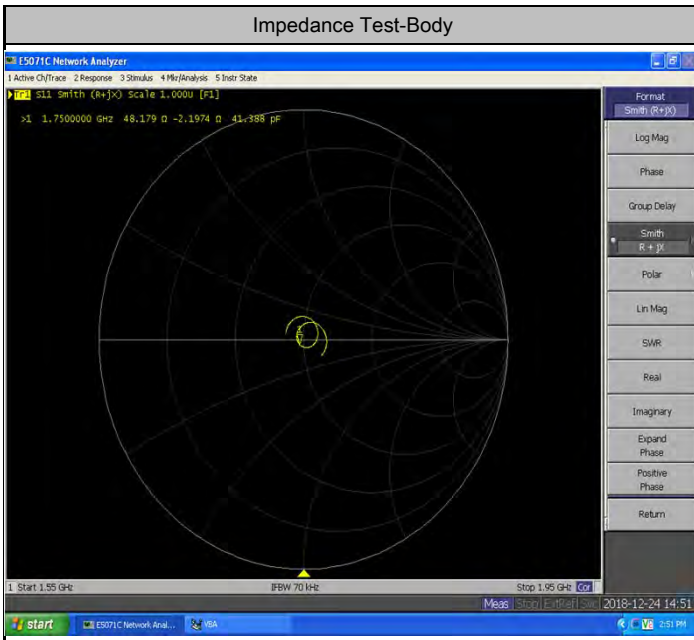 Impedance Test-Body
E5071C Network Analyzer
1 Active Ch/Trace 2 Response 3 Stimulus 4 Mkr/Analysis 5 Instr State
Tr1 S11 Smith (R+jX) Scale 1.000U [F1]
>1 1.7500000 GHz 48.179 Ω -2.1974 Ω 41.388 pF
Format
Smith (R+jX)
Log Mag
Phase
Group Delay
Smith
R + jX
Polar
Lin Mag
SWR
Real
Imaginary
Expand
Phase
Positive
Phase
Return
1 Start 1.55 GHz IFBW 70 kHz Stop 1.95 GHz Cor
Meas Stop ExtRef Svc 2018-12-24 14:51
start E5071C Network Anal... VBA 2:51 PM